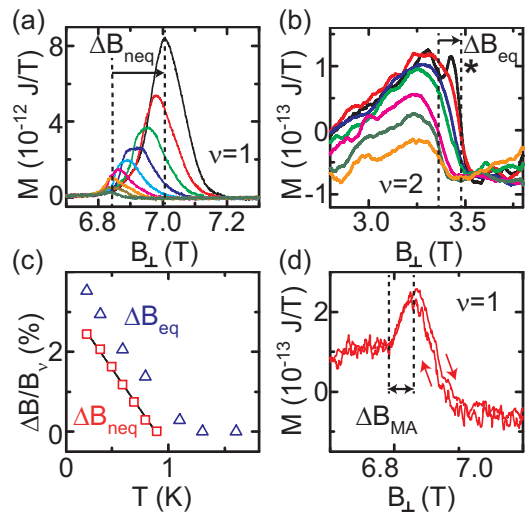 (a)
ΔB_neq
ν=1
M (10⁻¹² J/T)
8
4
0
6.8 7.0 7.2
B⊥ (T)
(b)
ΔB_eq
*
ν=2
M (10⁻¹³ J/T)
1
0
-1
3.0 3.5
B⊥ (T)
(c)
ΔB_eq
ΔB_neq
ΔB/B_ν (%)
2
0
0 1
T (K)
(d)
ν=1
ΔB_MA
M (10⁻¹³ J/T)
2
0
6.8 7.0
B⊥ (T)